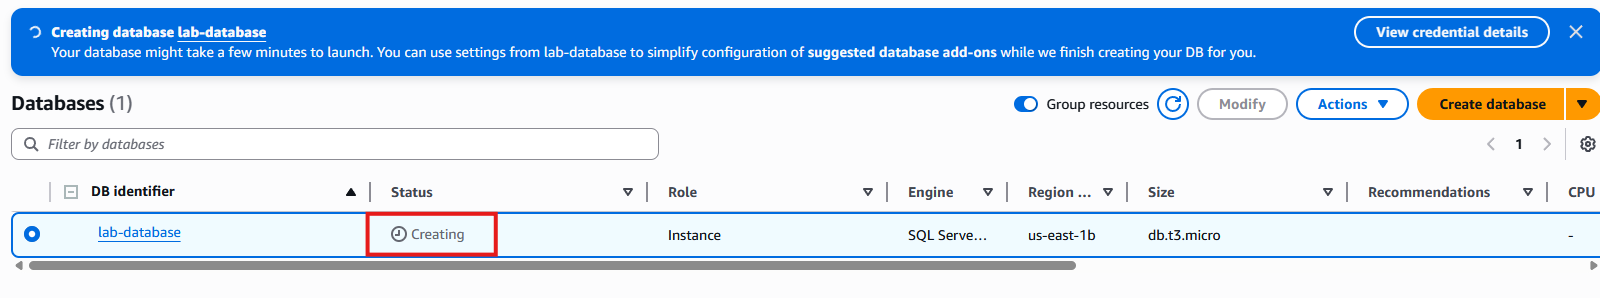 Creating database lab-database
Your database might take a few minutes to launch. You can use settings from lab-database to simplify configuration of suggested database add-ons while we finish creating your DB for you.
View credential details
Databases (1)
Group resources
Modify
Actions
Create database
Filter by databases
1
DB identifier
Status
Role
Engine
Region ...
Size
Recommendations
CPU
lab-database
Creating
Instance
SQL Serve...
us-east-1b
db.t3.micro
-